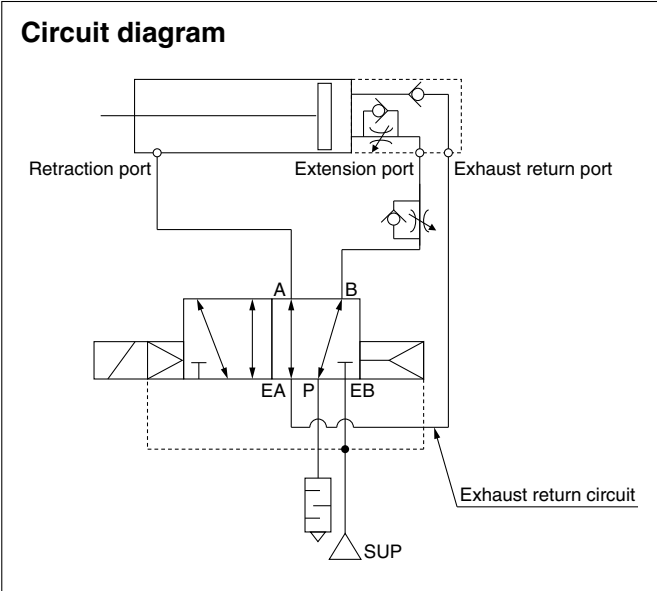 Circuit diagram
Retraction port
Extension port
Exhaust return port
A
B
EA
P
EB
Exhaust return circuit
SUP